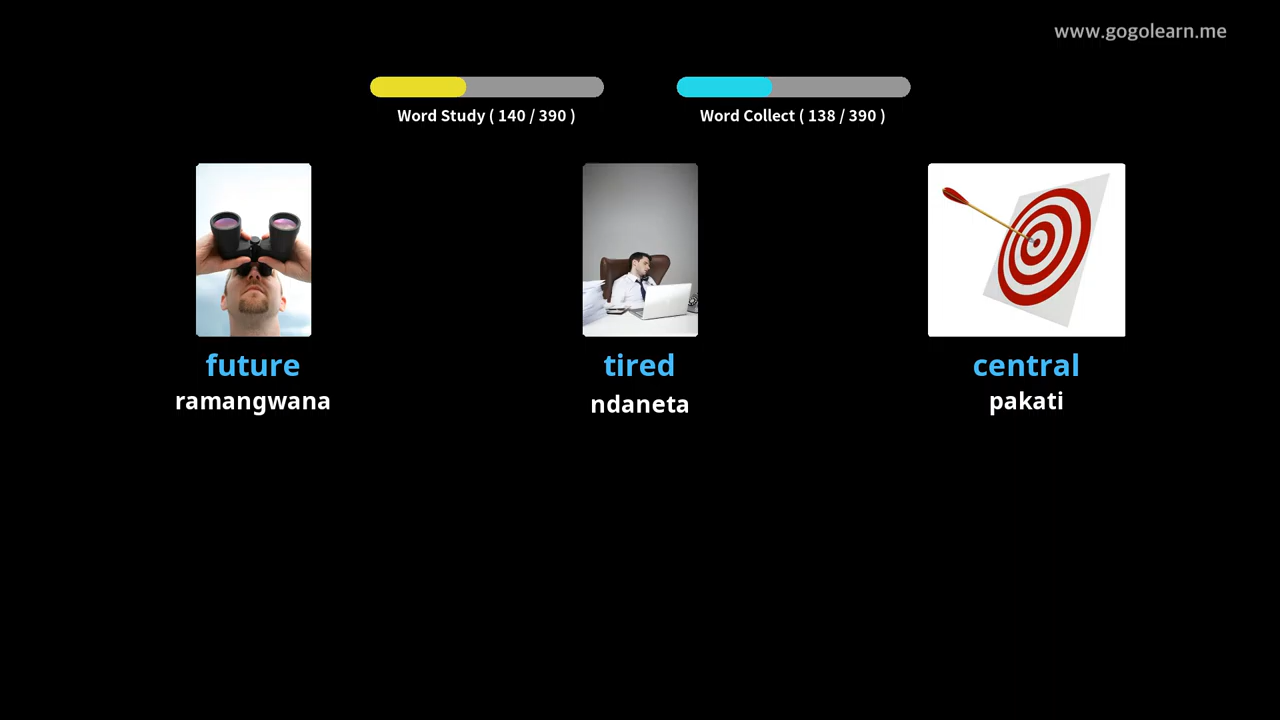 www.gogolearn.me
Word Study ( 140 / 390 )
Word Collect ( 138 / 390 )
future
ramangwana
tired
ndaneta
central
pakati